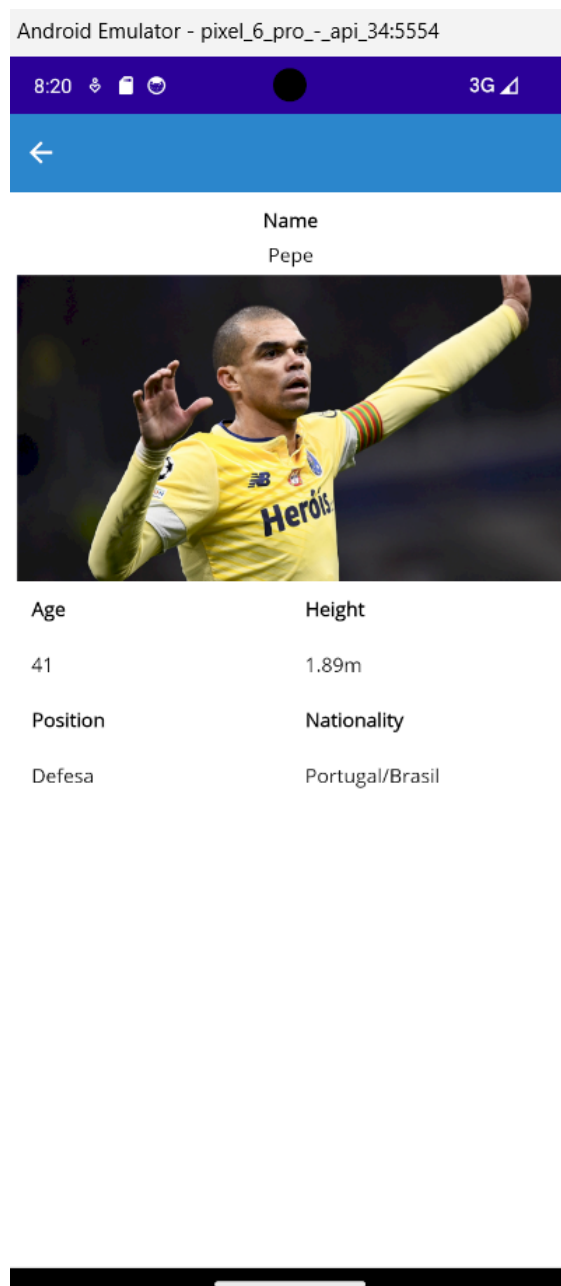 Android Emulator - pixel_6_pro_-_api_34:5554
8:20 3G
Name
Pepe
NB
Heróis
Age Height
41 1.89m
Position Nationality
Defesa Portugal/Brasil